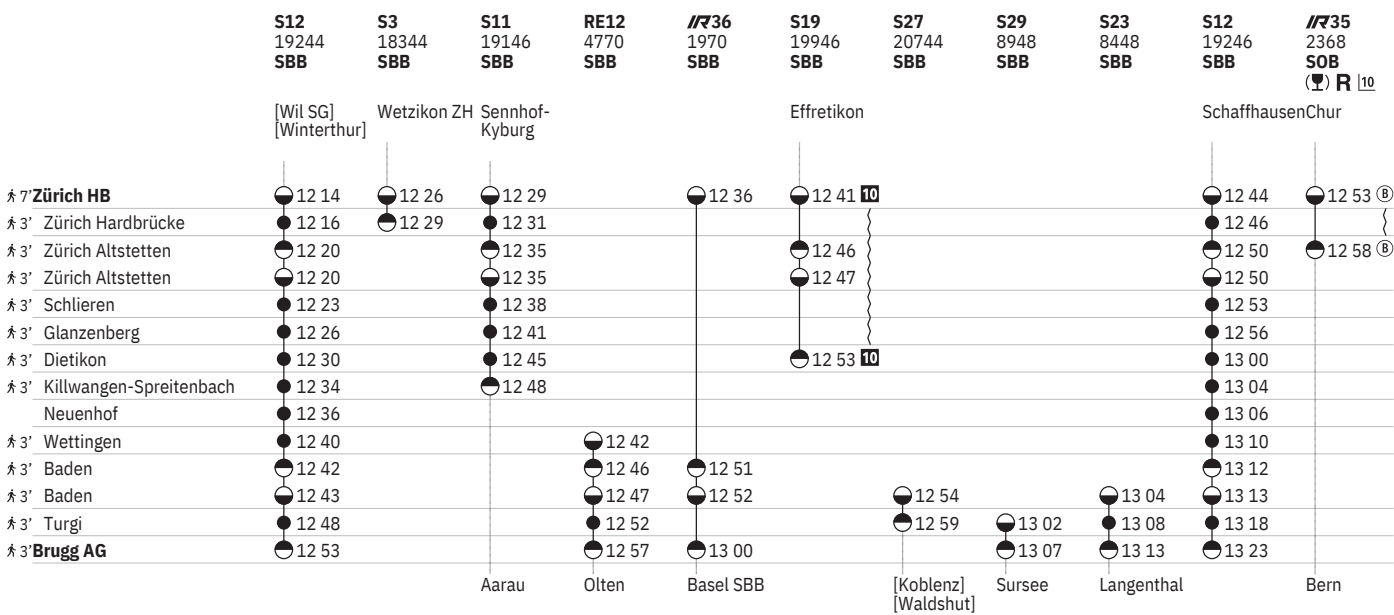 S12 S3 S11 RE12 IR36 S19 S27 S29 S23 S12 IR35
19244 18344 19146 4770 1970 19946 20744 8948 8448 19246 2368
SBB SBB SBB SBB SBB SBB SBB SBB SBB SBB SOB
R 10
[Wil SG] Wetzikon ZH Sennhof- Effretikon Schaffhausen Chur
[Winterthur] Kyburg
7’ Zürich HB 12 14 12 26 12 29 12 36 12 41 10 12 44 12 53 B
3’ Zürich Hardbrücke 12 16 12 29 12 31 12 46
3’ Zürich Altstetten 12 20 12 35 12 46 12 50 12 58 B
3’ Zürich Altstetten 12 20 12 35 12 47 12 50
3’ Schlieren 12 23 12 38 12 53
3’ Glanzenberg 12 26 12 41 12 56
3’ Dietikon 12 30 12 45 12 53 10 13 00
3’ Killwangen-Spreitenbach 12 34 12 48 13 04
Neuenhof 12 36 13 06
3’ Wettingen 12 40 12 42 13 10
3’ Baden 12 42 12 46 12 51 13 12
3’ Baden 12 43 12 47 12 52 12 54 13 04 13 13
3’ Turgi 12 48 12 52 12 59 13 02 13 08 13 18
3’ Brugg AG 12 53 12 57 13 00 13 07 13 13 13 23
Aarau Olten Basel SBB [Koblenz] Sursee Langenthal Bern
[Waldshut]